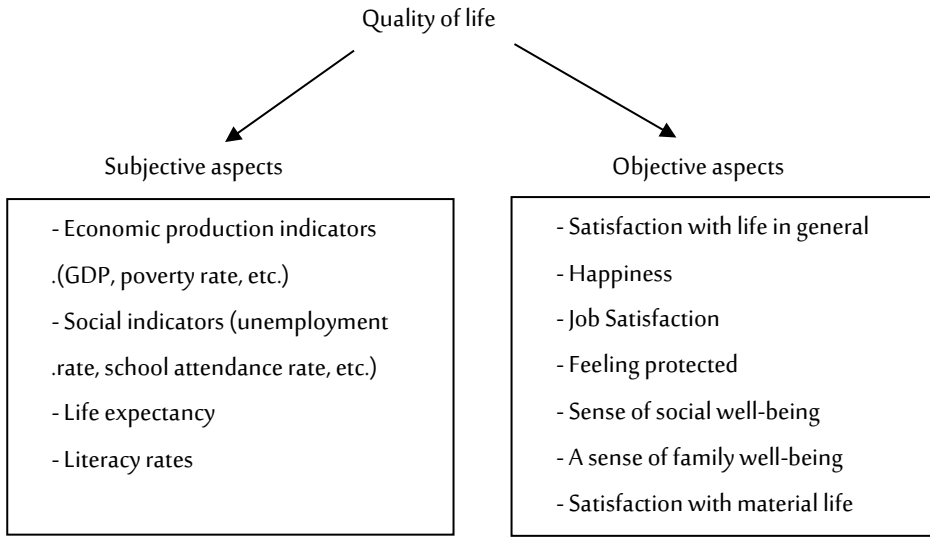 Quality of life
Subjective aspects
- Economic production indicators
.(GDP, poverty rate, etc.)
- Social indicators (unemployment
.rate, school attendance rate, etc.)
- Life expectancy
- Literacy rates
Objective aspects
- Satisfaction with life in general
- Happiness
- Job Satisfaction
- Feeling protected
- Sense of social well-being
- A sense of family well-being
- Satisfaction with material life